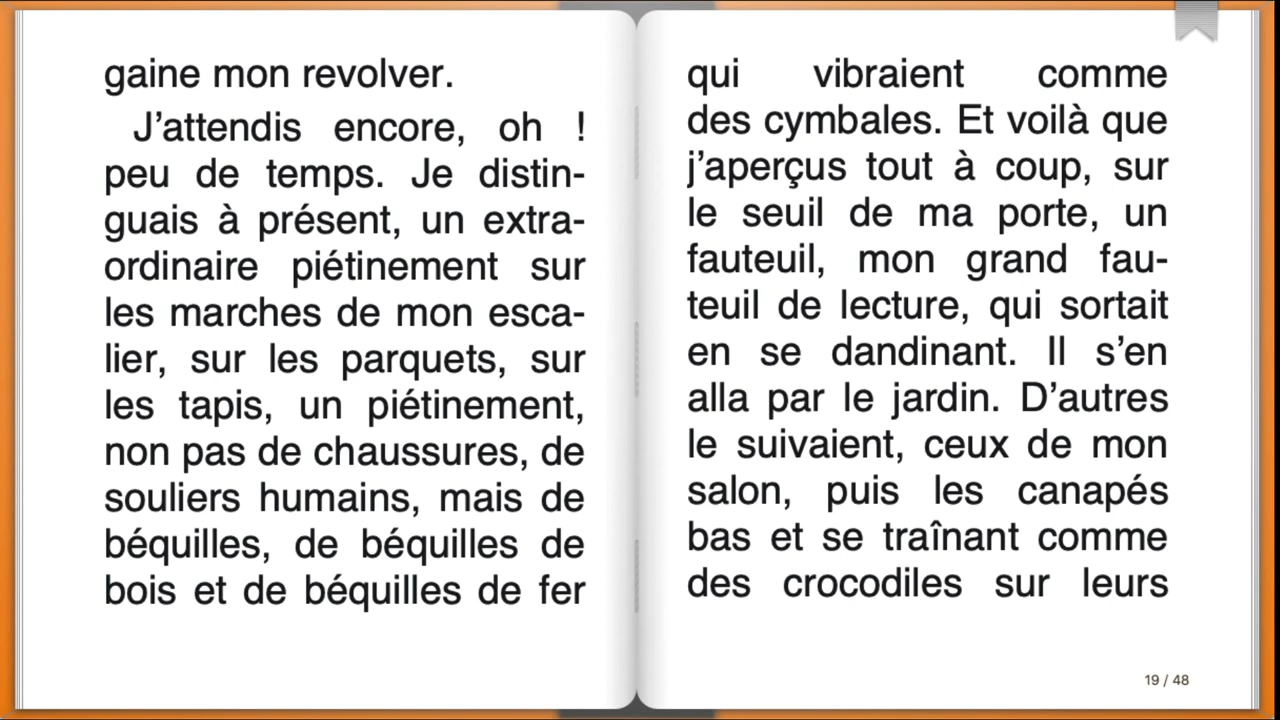 gaine mon revolver.
J’attendis encore, oh !
peu de temps. Je distin-
guais à présent, un extra-
ordinaire piétinement sur
les marches de mon esca-
lier, sur les parquets, sur
les tapis, un piétinement,
non pas de chaussures, de
souliers humains, mais de
béquilles, de béquilles de
bois et de béquilles de fer
qui vibraient comme
des cymbales. Et voilà que
j’aperçus tout à coup, sur
le seuil de ma porte, un
fauteuil, mon grand fau-
teuil de lecture, qui sortait
en se dandinant. Il s’en
alla par le jardin. D’autres
le suivaient, ceux de mon
salon, puis les canapés
bas et se traînant comme
des crocodiles sur leurs
19 / 48